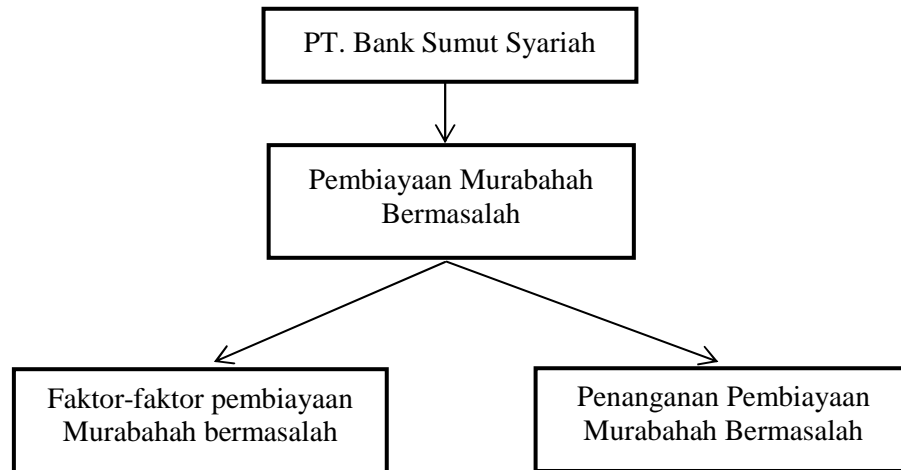 PT. Bank Sumut Syariah
Pembiayaan Murabahah
Bermasalah
Faktor-faktor pembiayaan
Murabahah bermasalah
Penanganan Pembiayaan
Murabahah Bermasalah